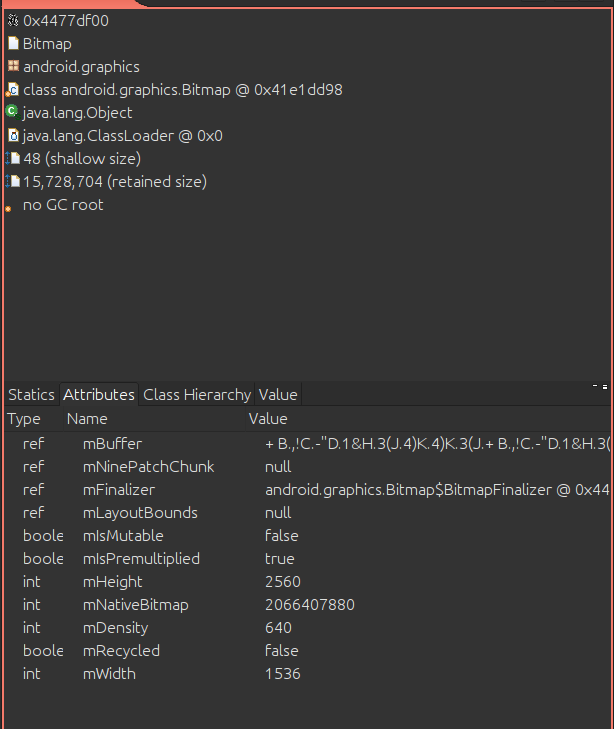 0x4477df00
Bitmap
android.graphics
class android.graphics.Bitmap @ 0x41e1dd98
java.lang.Object
java.lang.ClassLoader @ 0x0
48 (shallow size)
15,728,704 (retained size)
no GC root
Statics Attributes Class Hierarchy Value
Type Name Value
ref mBuffer + B.,!C.-"D.1&H.3(J.4)K.4)K.3(J.+ B.,!C.-"D.1&H.3(
ref mNinePatchChunk null
ref mFinalizer android.graphics.Bitmap$BitmapFinalizer @ 0x44
ref mLayoutBounds null
boole mIsMutable false
boole mIsPremultiplied true
int mHeight 2560
int mNativeBitmap 2066407880
int mDensity 640
boole mRecycled false
int mWidth 1536